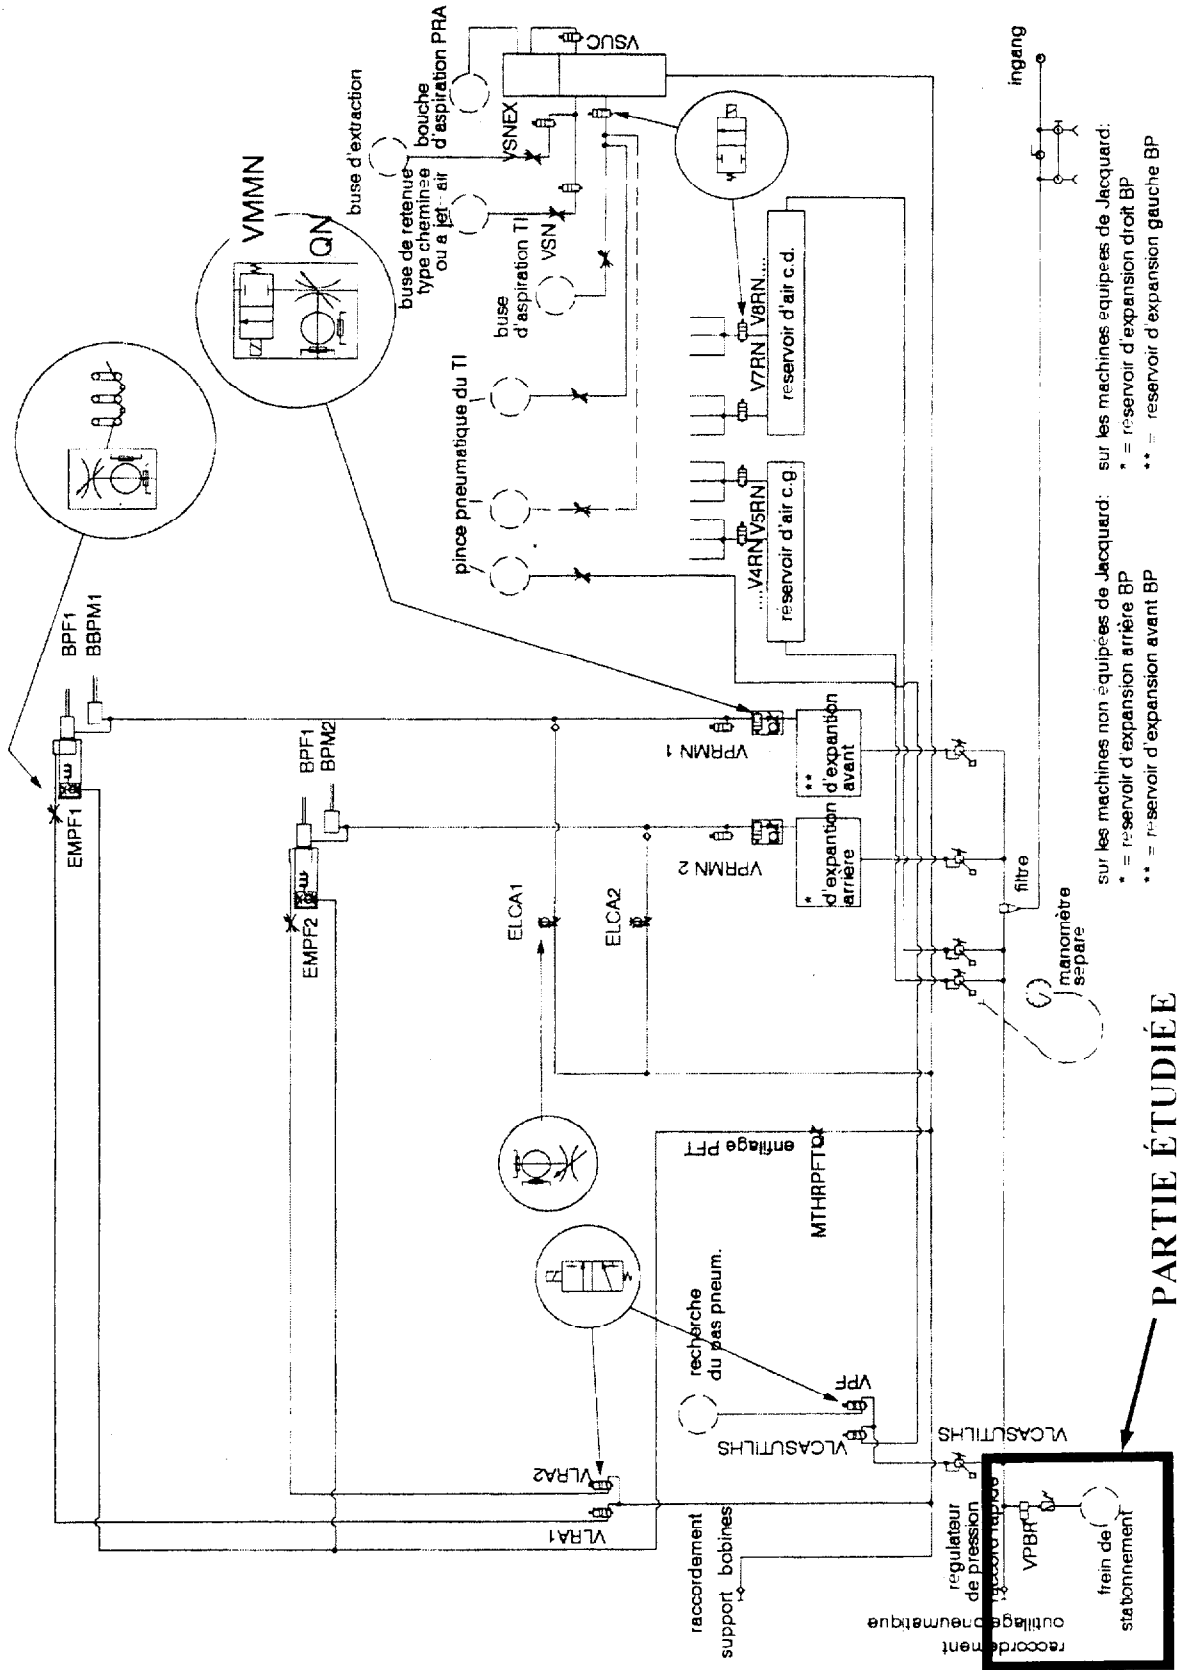 BPF1
BBPM1
EMPF1
BPF1
BPM2
EMPF2
VMMN
QN
buse d'extraction
bouche
d'aspiration PRA
VSUC
buse de retenue
type cheminée
ou a jet - air
VSNEX
VSN
buse
d'aspiration TI
pince pneumatique du TI
....V4RN V5RN
V7RN V8RN....
réservoir d'air c.g.
réservoir d'air c.d.
VPRMN 1
**
d'expantion
avant
VPRMN 2
*
d'expantion
arrière
ELCA1
ELCA2
ingang
filtre
manomètre
séparé
enfilage PFT
MTHRPFTQ
recherche
du pas pneum.
VPF
VLCASUTILHS
VLCASUTILHS
VLRA2
VLRA1
raccordement
support bobines
régulateur
de pression
raccord rapide
raccordement
outillage pneumatique
VPBR
frein de
stationnement
PARTIE ÉTUDIÉE
sur les machines non équipées de Jacquard:
* = réservoir d'expansion arrière BP
** = réservoir d'expansion avant BP
sur les machines equipées de Jacquard:
* = réservoir d'expansion droit BP
** = réservoir d'expansion gauche BP